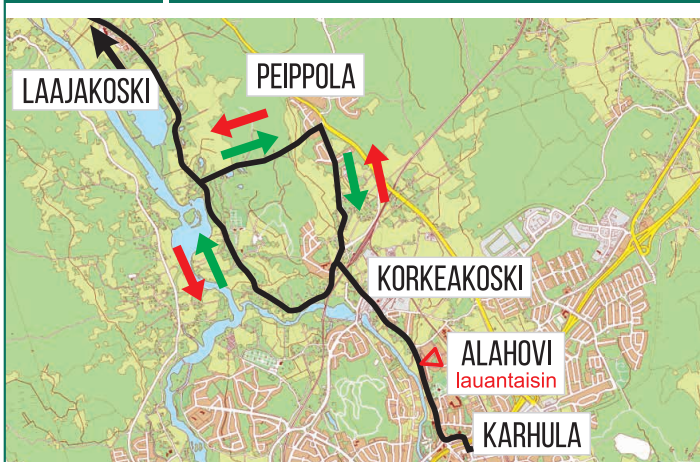 PEIPPOLA
LAAJAKOSKI
KORKEAKOSKI
ALAHOVI
lauantaisin
KARHULA